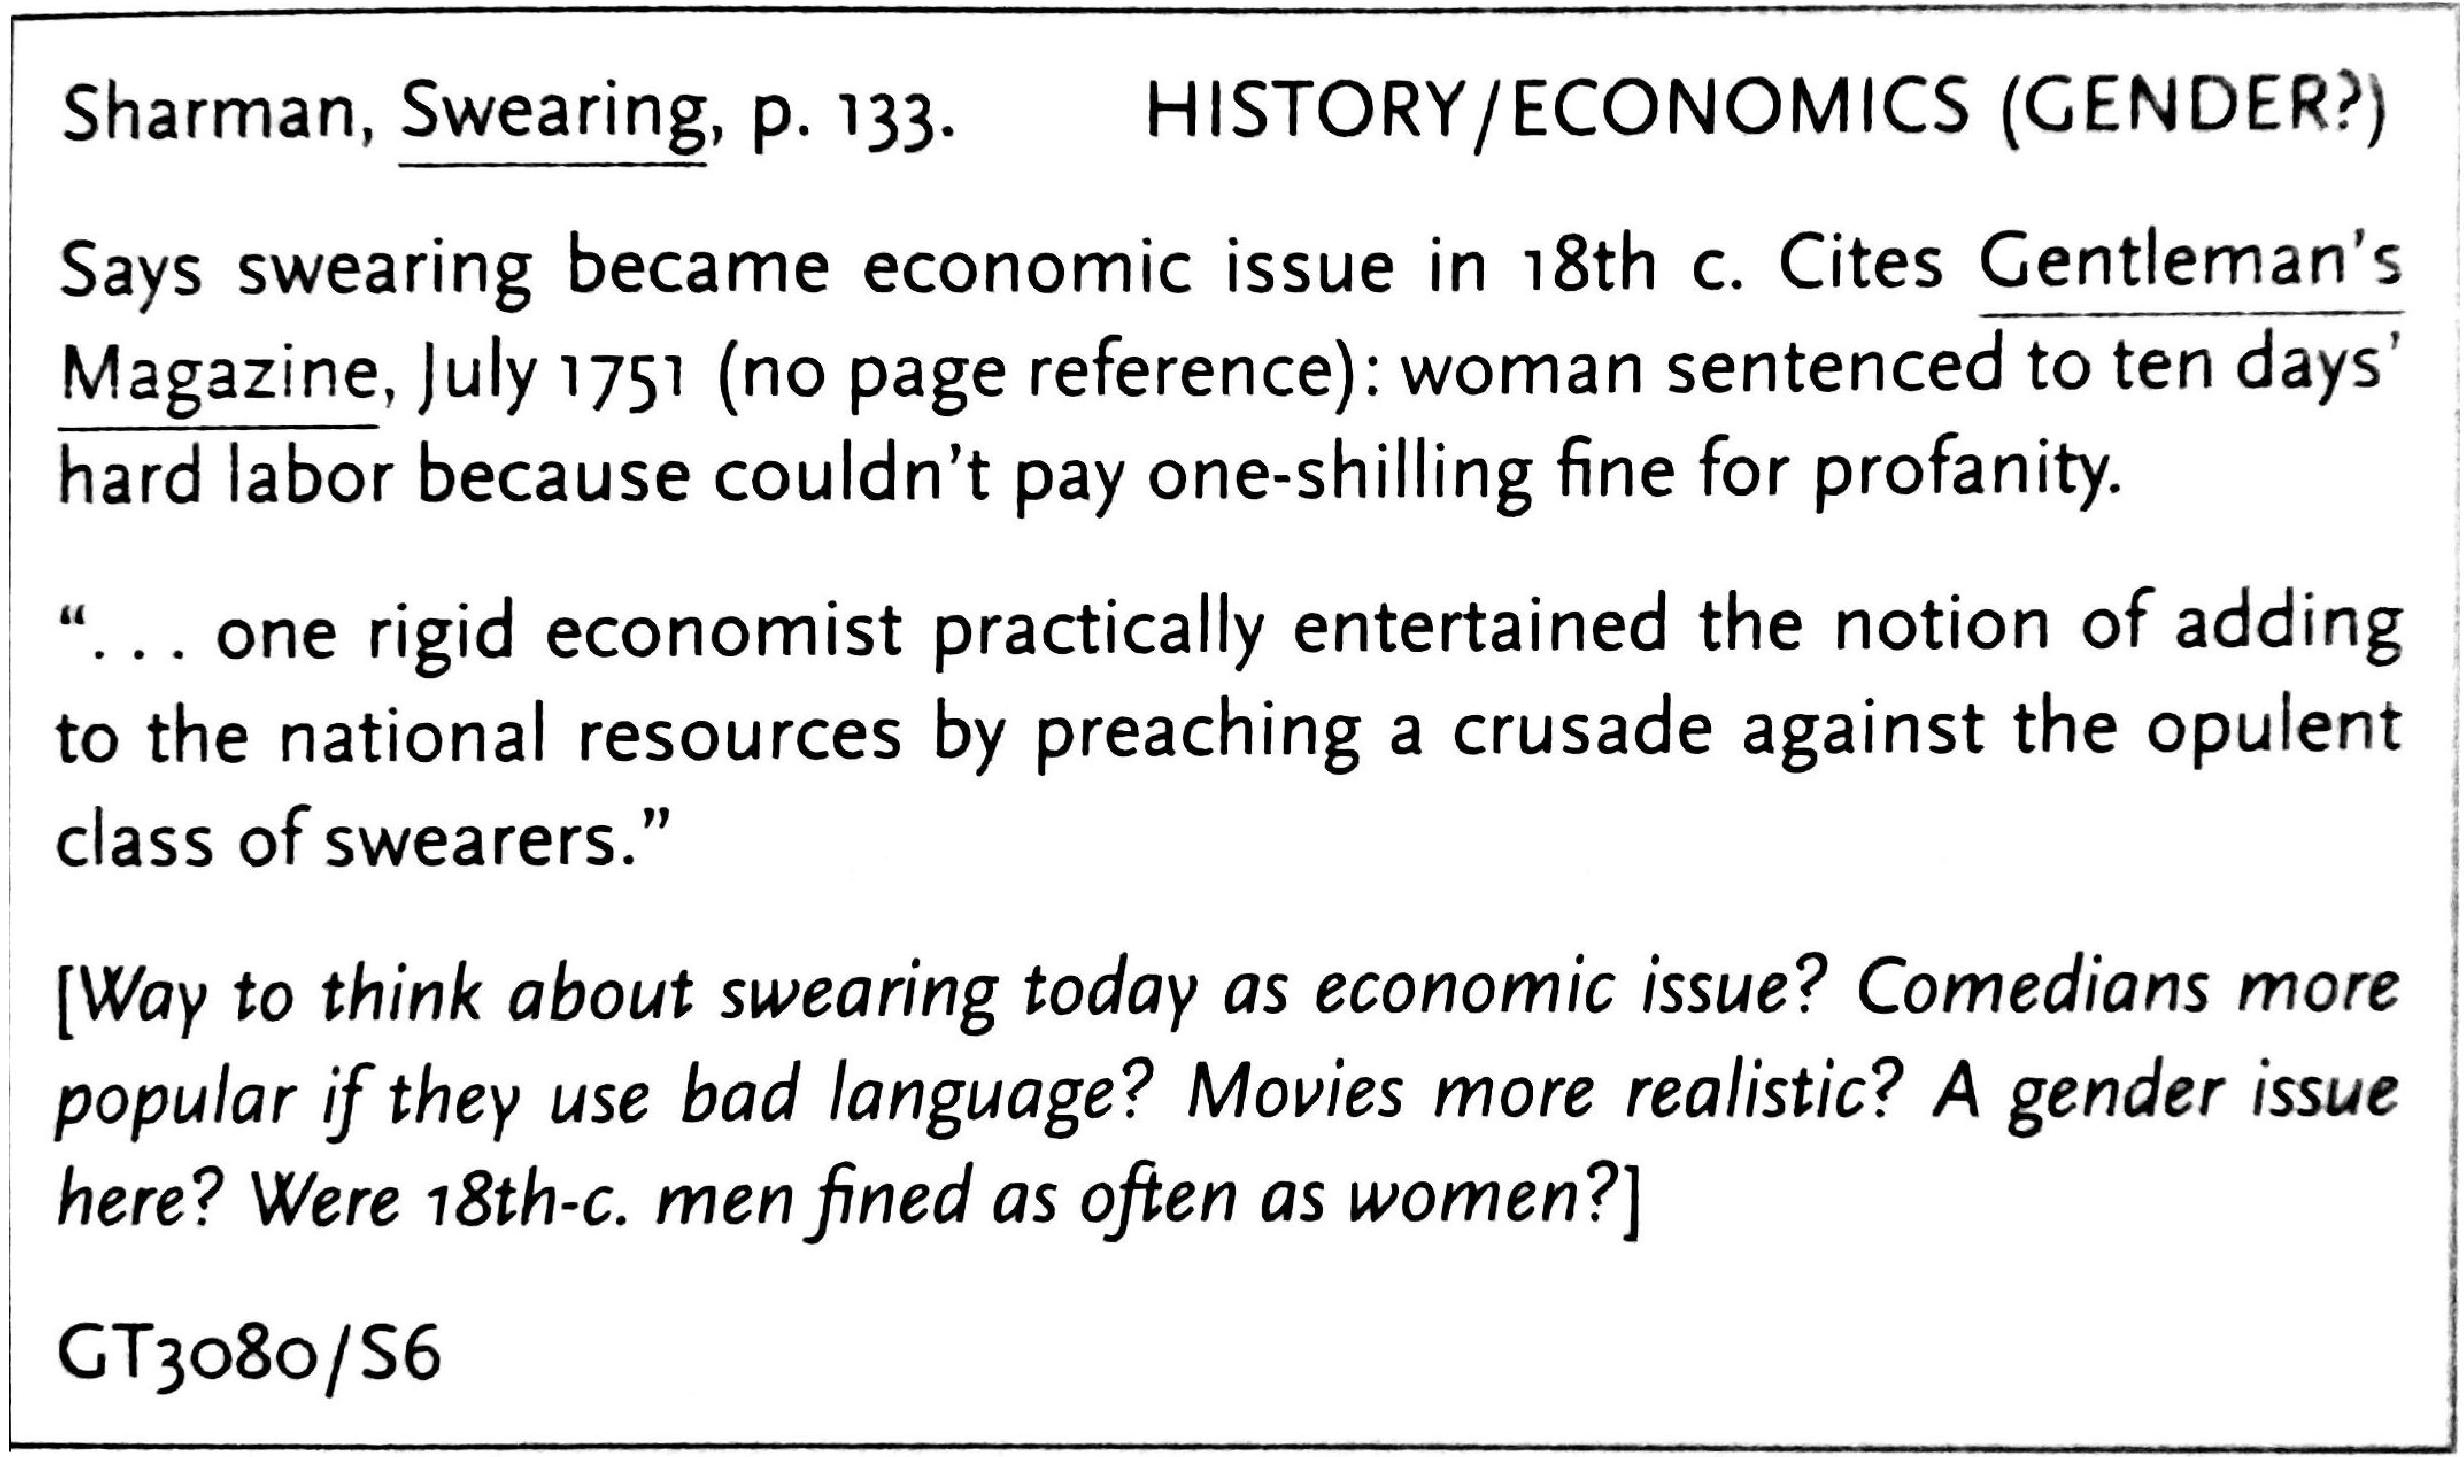 Sharman, Swearing, p. 133. HISTORY/ECONOMICS (GENDER?)
Says swearing became economic issue in 18th c. Cites Gentleman’s
Magazine, July 1751 (no page reference): woman sentenced to ten days’
hard labor because couldn’t pay one-shilling fine for profanity.
“. . . one rigid economist practically entertained the notion of adding
to the national resources by preaching a crusade against the opulent
class of swearers.”
[Way to think about swearing today as economic issue? Comedians more
popular if they use bad language? Movies more realistic? A gender issue
here? Were 18th-c. men fined as often as women?]
GT3080/S6